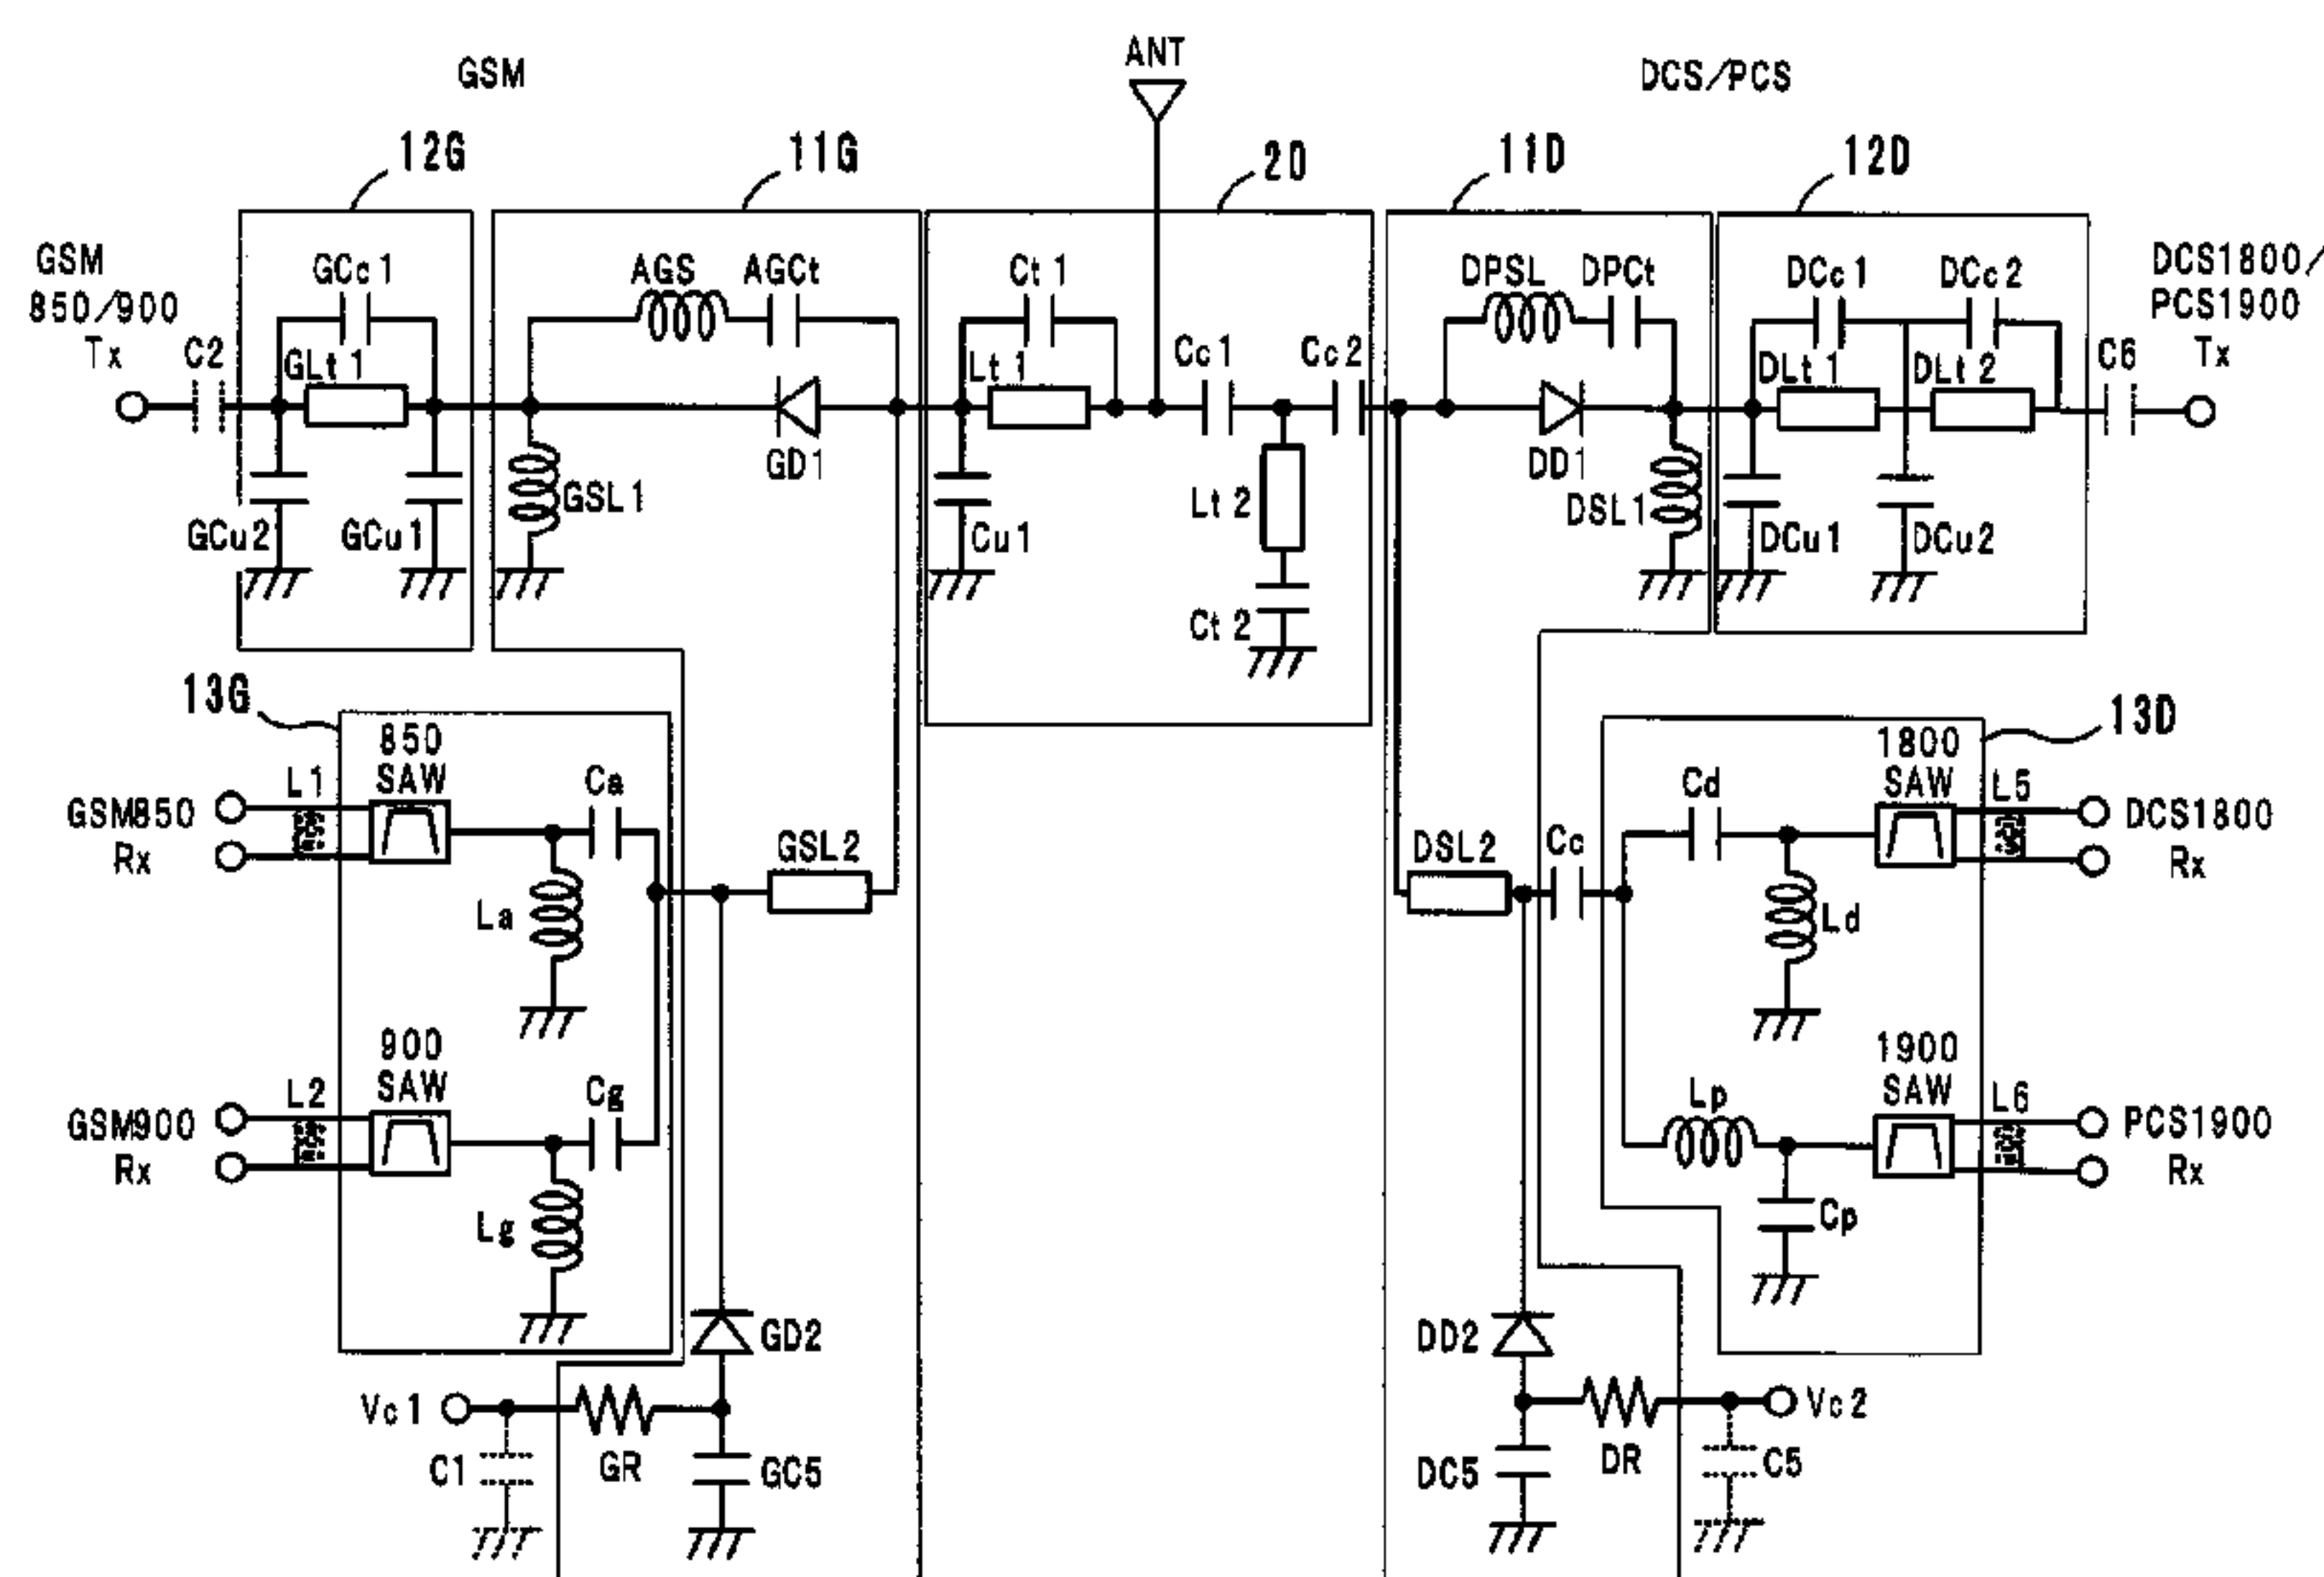 ANT
GSM
DCS/PCS
12G
11G
20
11D
12D
GSM
850/900
Tx
C2
GCc1
GLt1
GCu2
GCu1
AGS
AGCt
GSL1
GD1
Ct1
Lt1
Cu1
Cc1
Cc2
Lt2
Ct2
DPSL
DPCt
DD1
DSL1
DCc1
DCc2
DLt1
DLt2
DCu1
DCu2
C6
DCS1800/
PCS1900
Tx
13G
850
SAW
Ca
L1
GSM850
Rx
La
GSL2
900
SAW
Cg
L2
GSM900
Rx
Lg
GD2
Vc1
C1
GR
GC5
13D
1800
SAW
L5
Cd
DCS1800
Rx
DSL2
Cc
Ld
1900
SAW
L6
Lp
PCS1900
Rx
Cp
DD2
Vc2
DC5
DR
C5